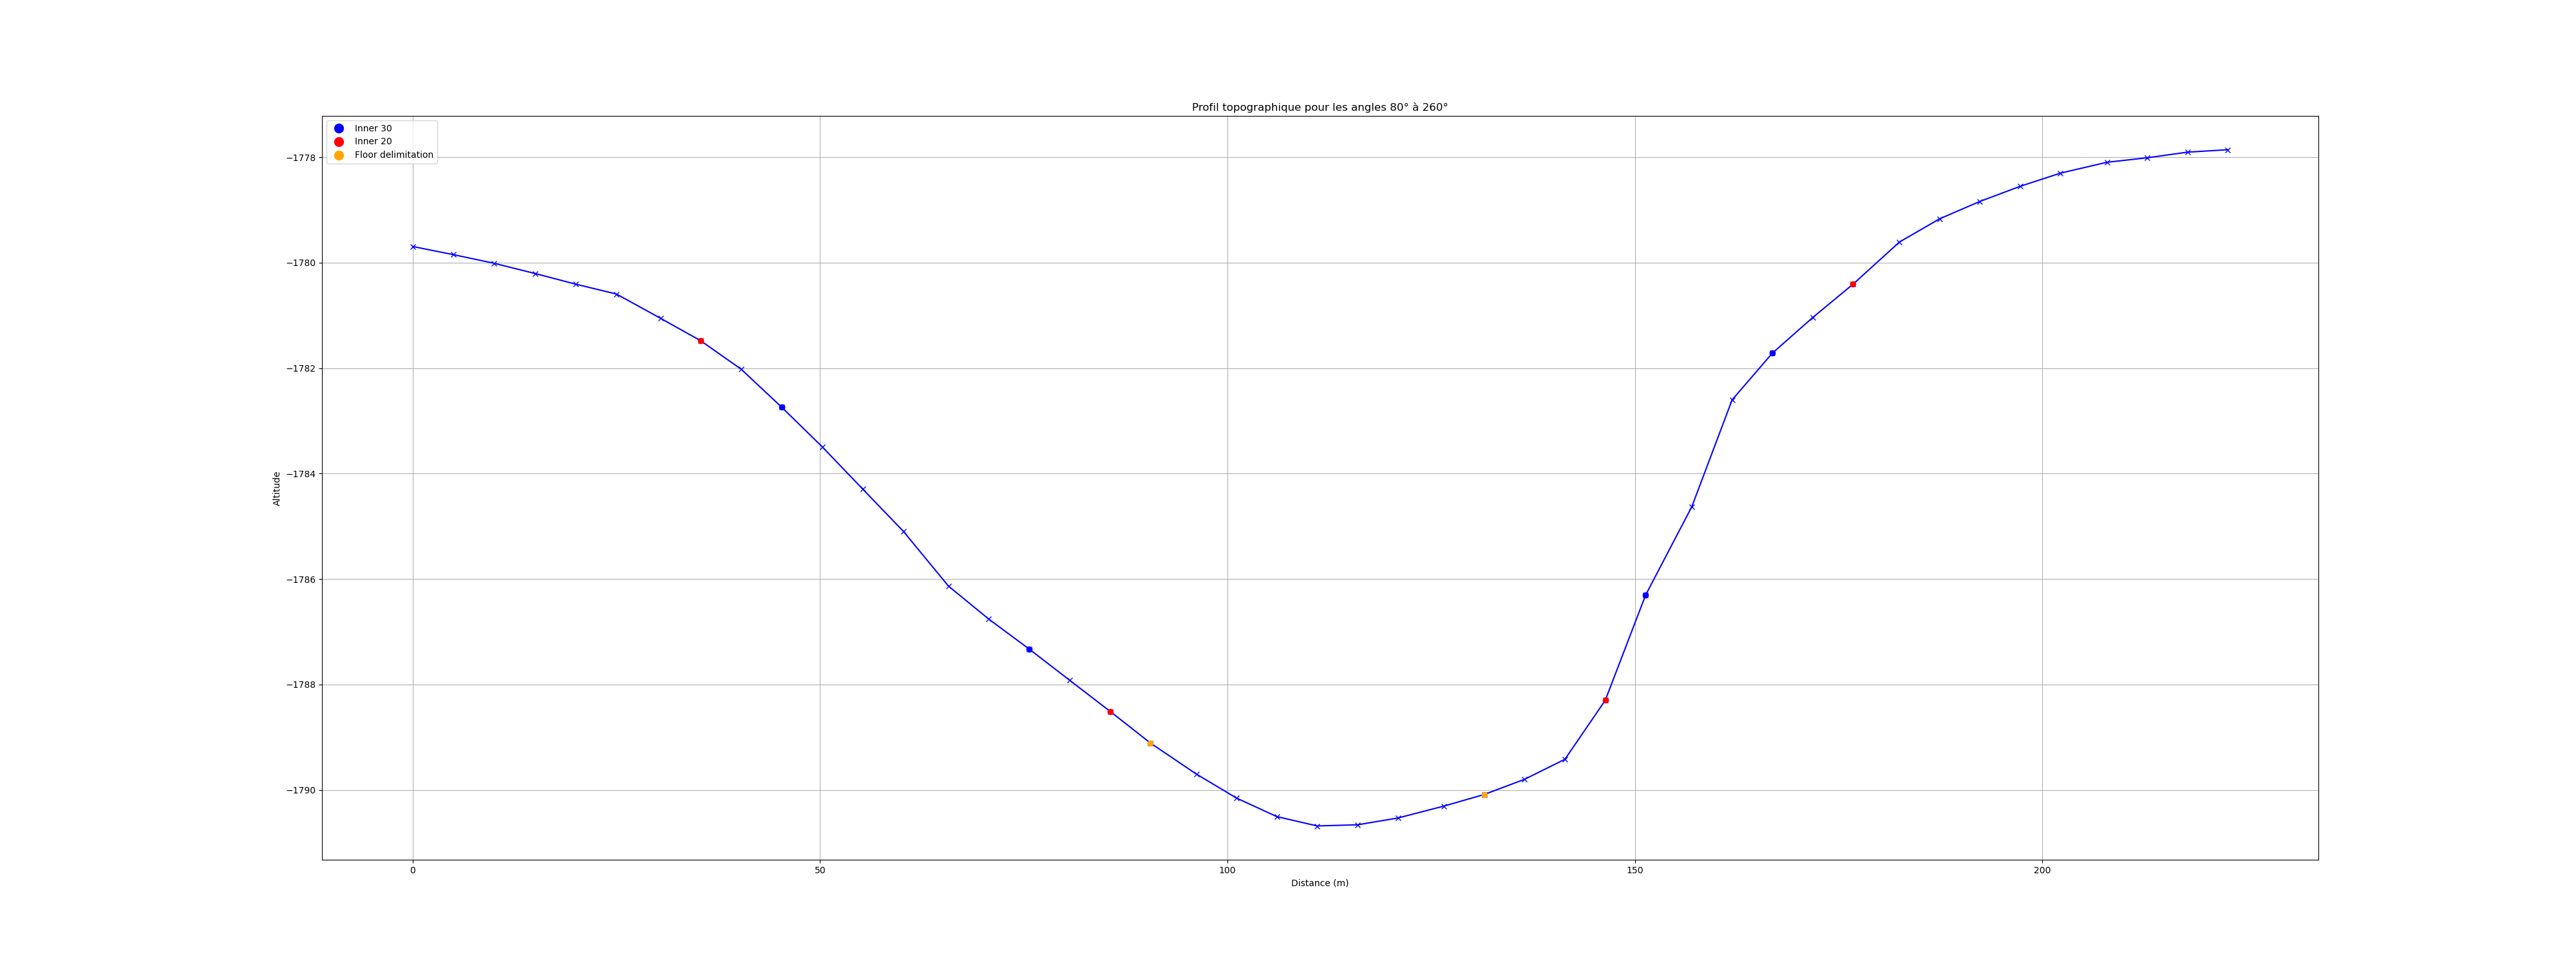 Profil topographique pour les angles 80° à 260°
Inner 30
Inner 20
Floor delimitation
−1778
−1780
−1782
−1784
−1786
−1788
−1790
Altitude
0 50 100 150 200
Distance (m)